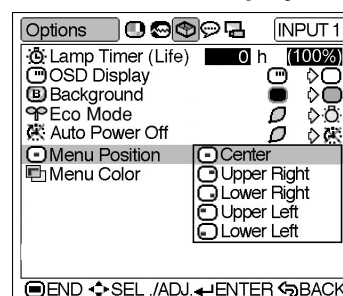 Options INPUT 1
Lamp Timer (Life) 0 h (100%)
OSD Display
B Background
Eco Mode
Auto Power Off
Menu Position Center
Menu Color Upper Right
Lower Right
Upper Left
Lower Left
END SEL ./ADJ. ENTER BACK